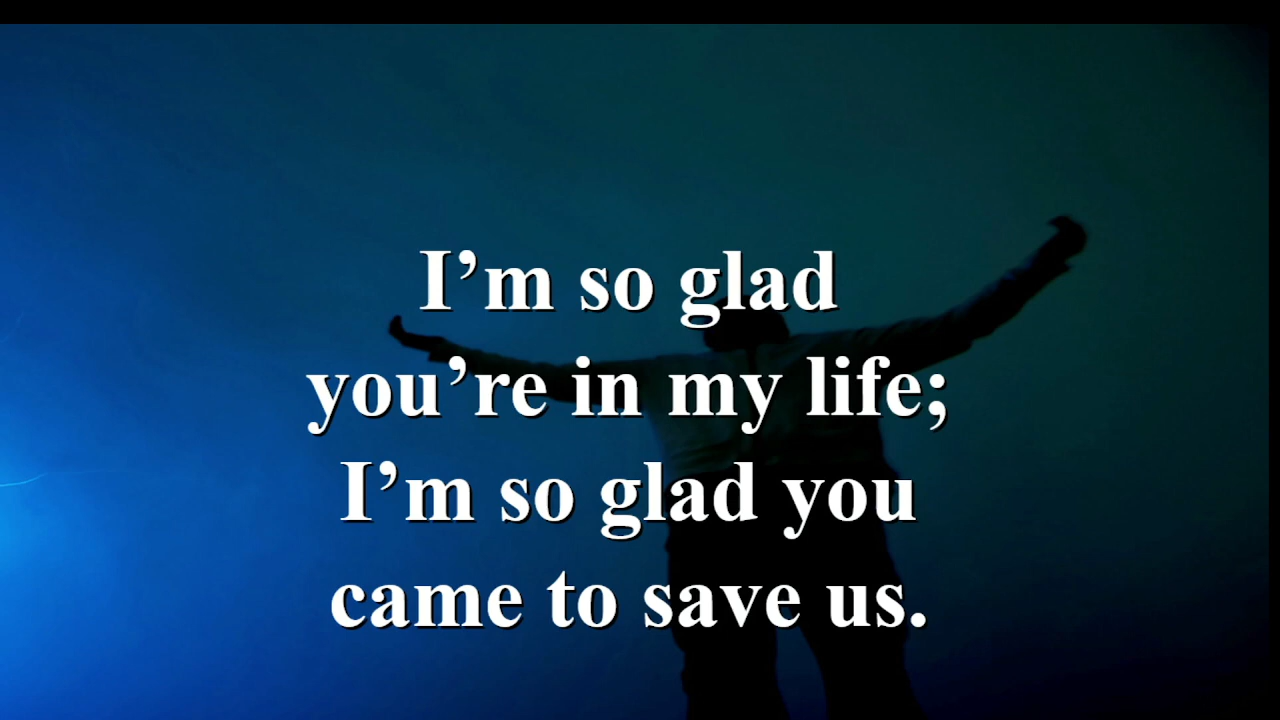 I’m so glad
you’re in my life;
I’m so glad you
came to save us.